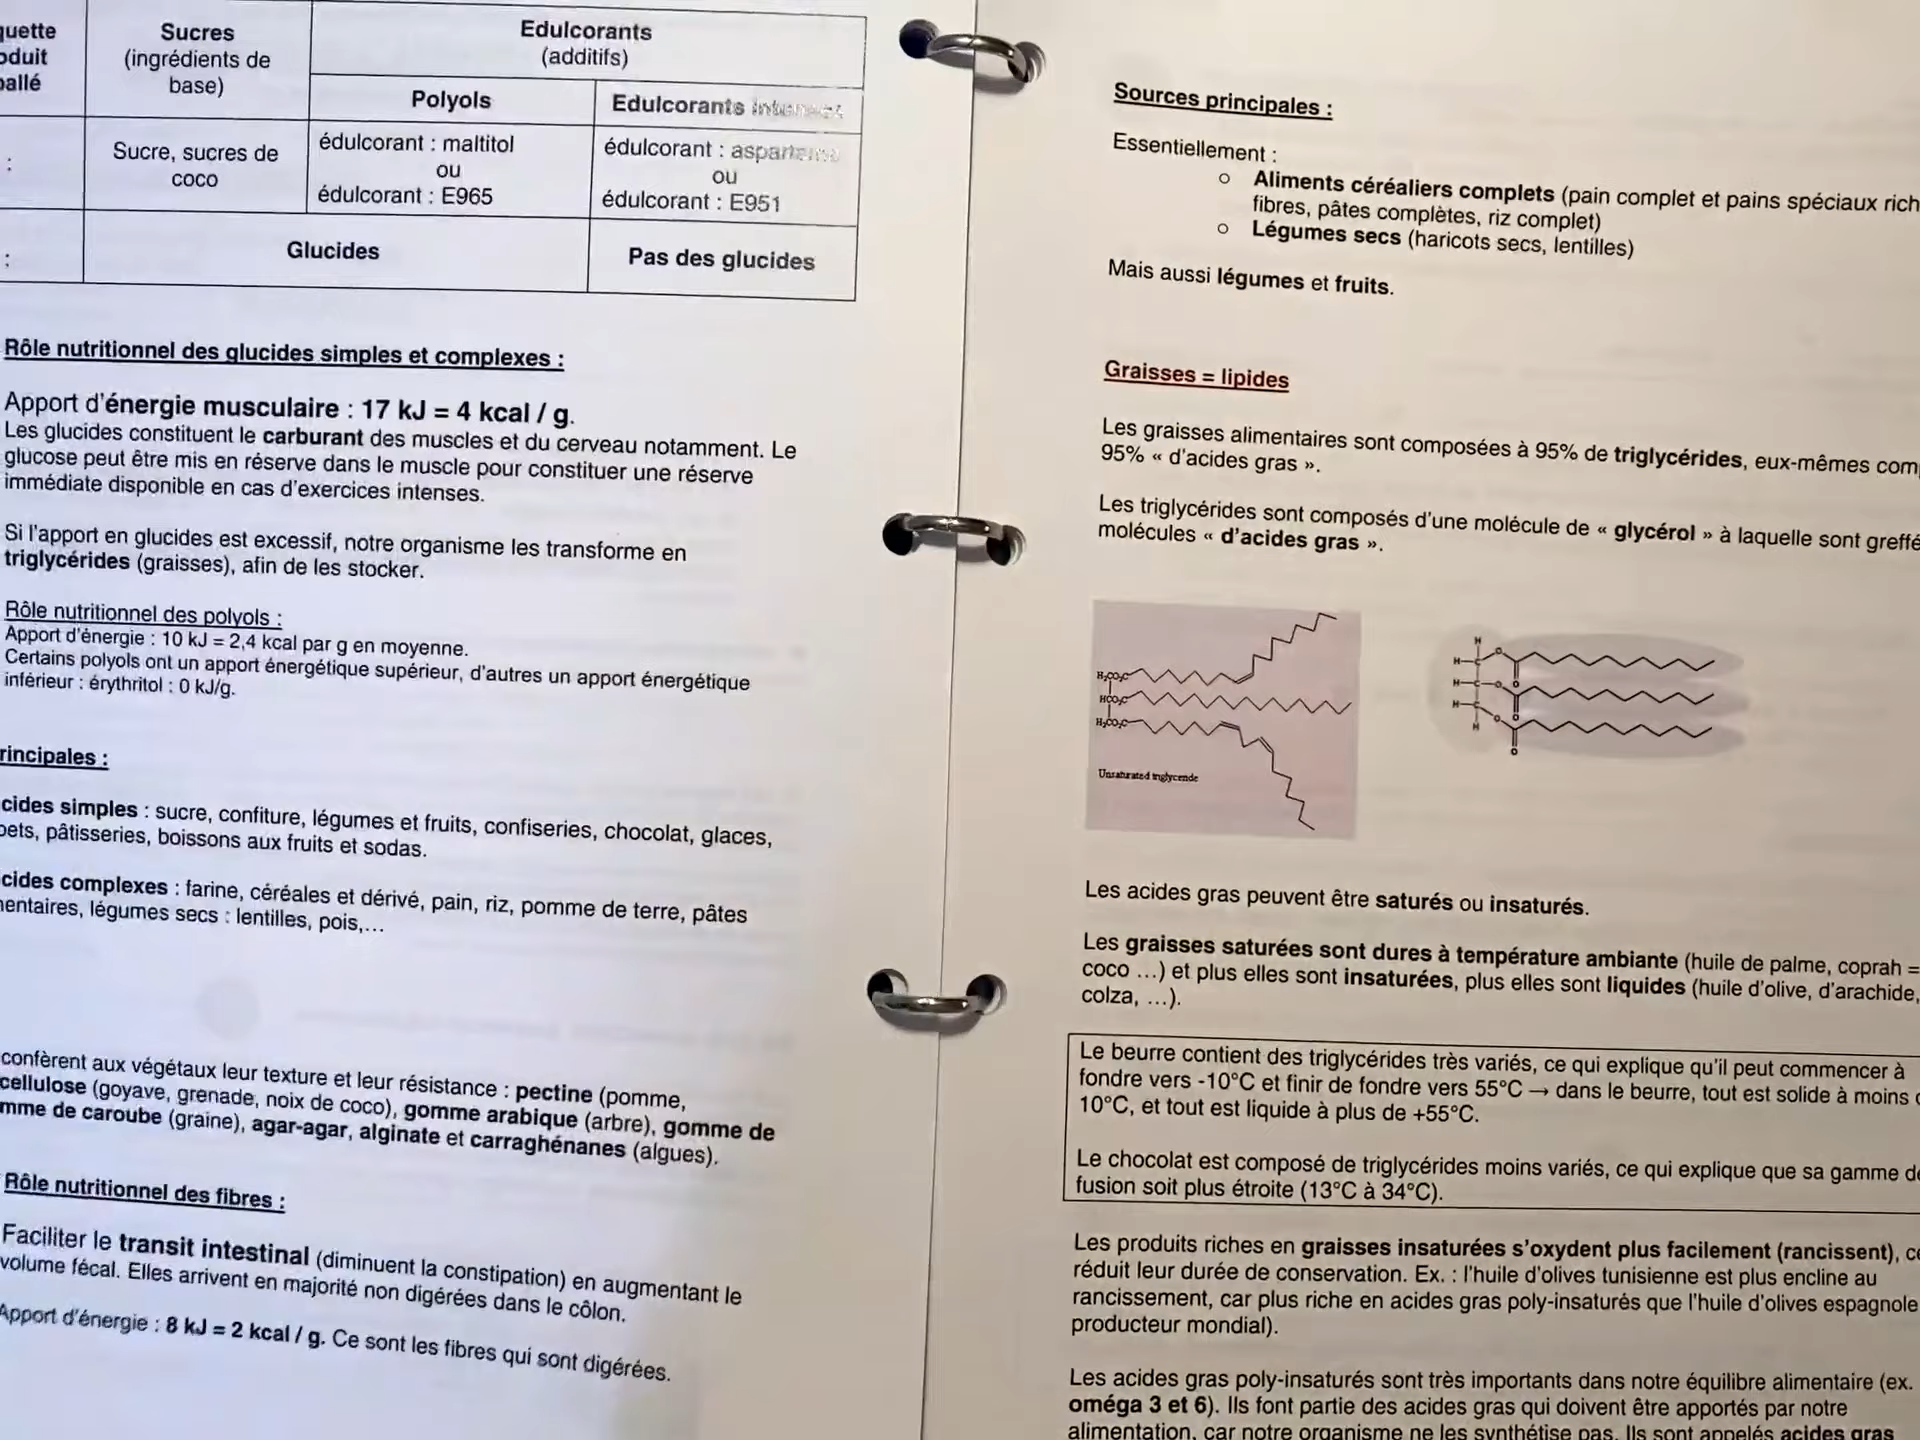 quette
oduit
ballé
Sucres
(ingrédients de
base)
Edulcorants
(additifs)
Polyols
Edulcorants intenses
:
Sucre, sucres de
coco
édulcorant : maltitol
ou
édulcorant : E965
édulcorant : aspartame
ou
édulcorant : E951
:
Glucides
Pas des glucides
Rôle nutritionnel des glucides simples et complexes :
Apport d'énergie musculaire : 17 kJ = 4 kcal / g.
Les glucides constituent le carburant des muscles et du cerveau notamment. Le
glucose peut être mis en réserve dans le muscle pour constituer une réserve
immédiate disponible en cas d'exercices intenses.
Si l'apport en glucides est excessif, notre organisme les transforme en
triglycérides (graisses), afin de les stocker.
Rôle nutritionnel des polyols :
Apport d'énergie : 10 kJ = 2,4 kcal par g en moyenne.
Certains polyols ont un apport énergétique supérieur, d'autres un apport énergétique
inférieur : érythritol : 0 kJ/g.
rincipales :
cides simples : sucre, confiture, légumes et fruits, confiseries, chocolat, glaces,
bets, pâtisseries, boissons aux fruits et sodas.
cides complexes : farine, céréales et dérivé, pain, riz, pomme de terre, pâtes
mentaires, légumes secs : lentilles, pois,...
confèrent aux végétaux leur texture et leur résistance : pectine (pomme,
cellulose (goyave, grenade, noix de coco), gomme arabique (arbre), gomme de
mme de caroube (graine), agar-agar, alginate et carraghénanes (algues).
Rôle nutritionnel des fibres :
Faciliter le transit intestinal (diminuent la constipation) en augmentant le
volume fécal. Elles arrivent en majorité non digérées dans le côlon.
Apport d'énergie : 8 kJ = 2 kcal / g. Ce sont les fibres qui sont digérées.
Sources principales :
Essentiellement :
o Aliments céréaliers complets (pain complet et pains spéciaux rich
fibres, pâtes complètes, riz complet)
o Légumes secs (haricots secs, lentilles)
Mais aussi légumes et fruits.
Graisses = lipides
Les graisses alimentaires sont composées à 95% de triglycérides, eux-mêmes com
95% « d'acides gras ».
Les triglycérides sont composés d'une molécule de « glycérol » à laquelle sont greffé
molécules « d'acides gras ».
H₂CO₂C
HCO₂C
H₂CO₂C
Unsaturated triglyceride
H
H-C O
O
H-C-O
O
H-C O
H
O
Les acides gras peuvent être saturés ou insaturés.
Les graisses saturées sont dures à température ambiante (huile de palme, coprah =
coco ...) et plus elles sont insaturées, plus elles sont liquides (huile d'olive, d'arachide,
colza, ...).
Le beurre contient des triglycérides très variés, ce qui explique qu'il peut commencer à
fondre vers -10°C et finir de fondre vers 55°C → dans le beurre, tout est solide à moins d
10°C, et tout est liquide à plus de +55°C.
Le chocolat est composé de triglycérides moins variés, ce qui explique que sa gamme de
fusion soit plus étroite (13°C à 34°C).
Les produits riches en graisses insaturées s'oxydent plus facilement (rancissent), ce
réduit leur durée de conservation. Ex. : l'huile d'olives tunisienne est plus encline au
rancissement, car plus riche en acides gras poly-insaturés que l'huile d'olives espagnole
producteur mondial).
Les acides gras poly-insaturés sont très importants dans notre équilibre alimentaire (ex.
oméga 3 et 6). Ils font partie des acides gras qui doivent être apportés par notre
alimentation, car notre organisme ne les synthétise pas. Ils sont appelés acides gras